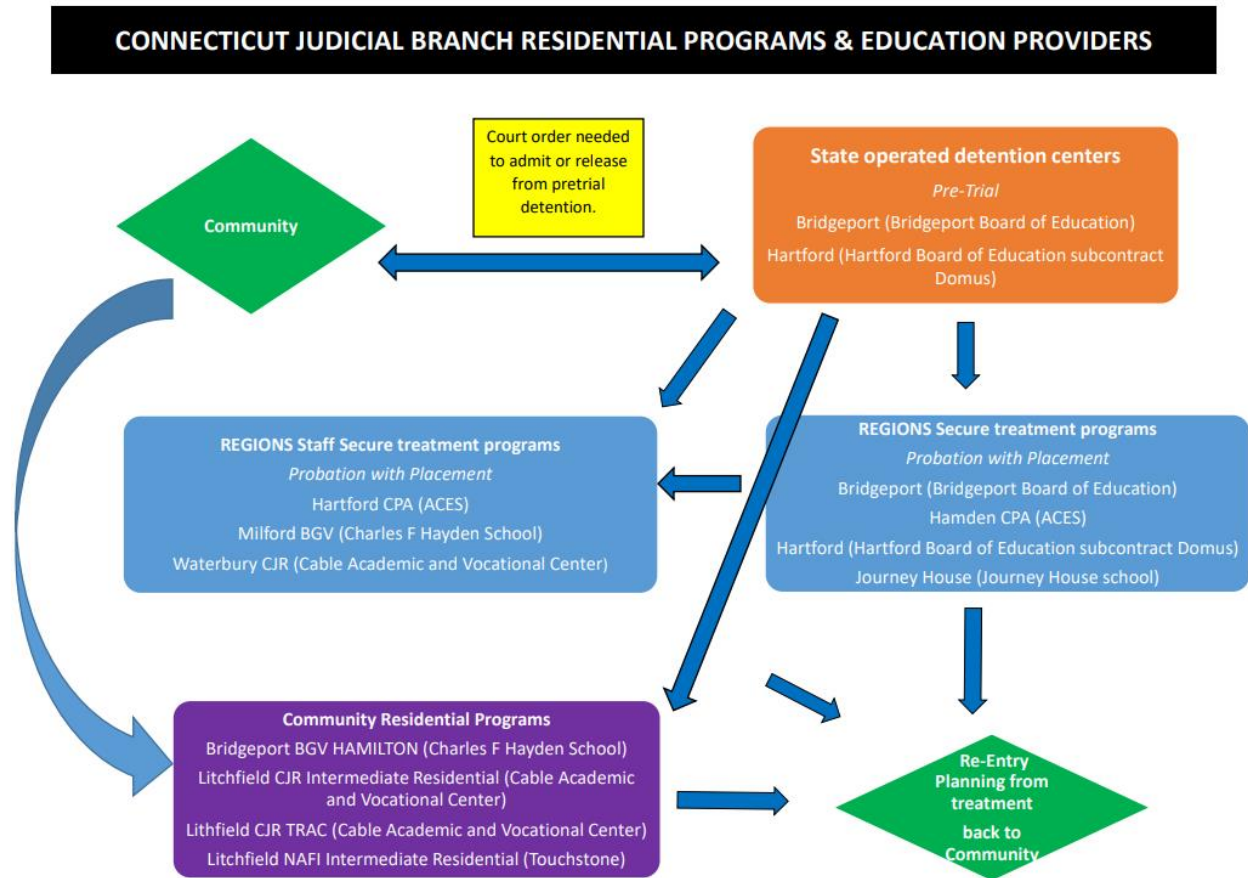 CONNECTICUT JUDICIAL BRANCH RESIDENTIAL PROGRAMS & EDUCATION PROVIDERS
Community
Court order needed
to admit or release
from pretrial
detention.
State operated detention centers
Pre-Trial
Bridgeport (Bridgeport Board of Education)
Hartford (Hartford Board of Education subcontract
Domus)
REGIONS Staff Secure treatment programs
Probation with Placement
Hartford CPA (ACES)
Milford BGV (Charles F Hayden School)
Waterbury CJR (Cable Academic and Vocational Center)
REGIONS Secure treatment programs
Probation with Placement
Bridgeport (Bridgeport Board of Education)
Hamden CPA (ACES)
Hartford (Hartford Board of Education subcontract Domus)
Journey House (Journey House school)
Community Residential Programs
Bridgeport BGV HAMILTON (Charles F Hayden School)
Litchfield CJR Intermediate Residential (Cable Academic
and Vocational Center)
Lithfield CJR TRAC (Cable Academic and Vocational Center)
Litchfield NAFI Intermediate Residential (Touchstone)
Re-Entry
Planning from
treatment
back to
Community